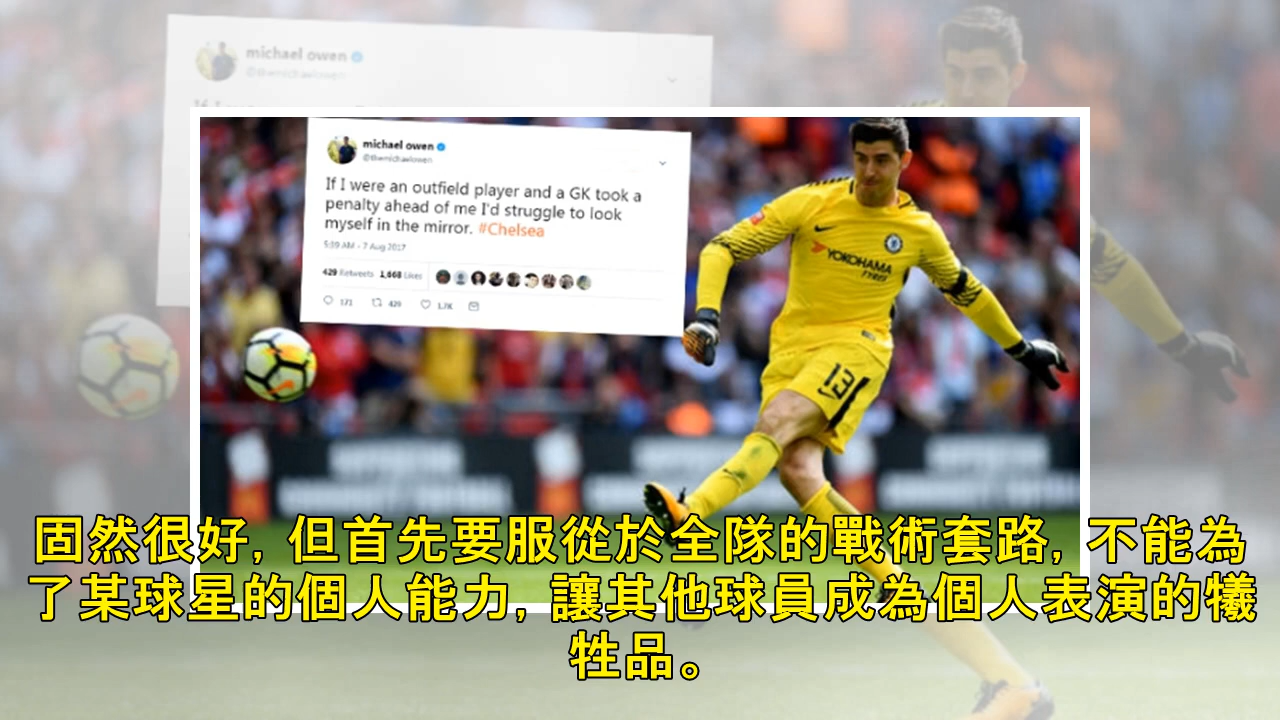 michael owen
michael owen
@themichaelowen
If I were an outfield player and a GK took a
penalty ahead of me I'd struggle to look
myself in the mirror. #Chelsea
5:39 AM - 7 Aug 2017
429 Retweets 1,668 Likes
171 429 1.7K
YOKOHAMA
TYRES
13
固然很好, 但首先要服從於全隊的戰術套路, 不能為
了某球星的個人能力, 讓其他球員成為個人表演的犧
牲品。